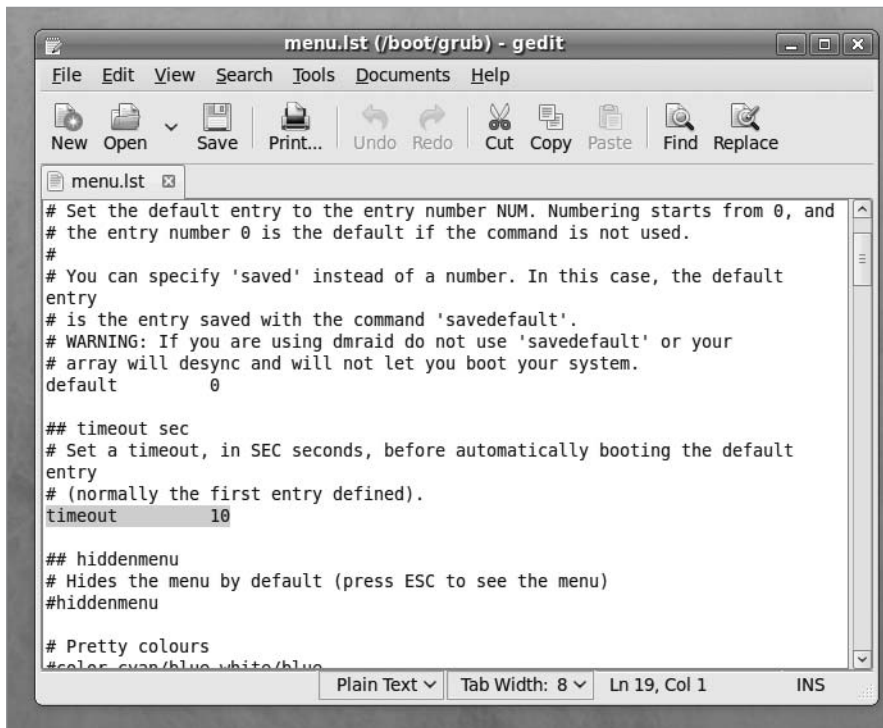 menu.lst (/boot/grub) - gedit
File Edit View Search Tools Documents Help
New Open Save Print... Undo Redo Cut Copy Paste Find Replace
menu.lst
# Set the default entry to the entry number NUM. Numbering starts from 0, and
# the entry number 0 is the default if the command is not used.
#
# You can specify 'saved' instead of a number. In this case, the default
entry
# is the entry saved with the command 'savedefault'.
# WARNING: If you are using dmraid do not use 'savedefault' or your
# array will desync and will not let you boot your system.
default 0
## timeout sec
# Set a timeout, in SEC seconds, before automatically booting the default
entry
# (normally the first entry defined).
timeout 10
## hiddenmenu
# Hides the menu by default (press ESC to see the menu)
#hiddenmenu
# Pretty colours
#color cyan/blue white/blue
Plain Text Tab Width: 8 Ln 19, Col 1 INS